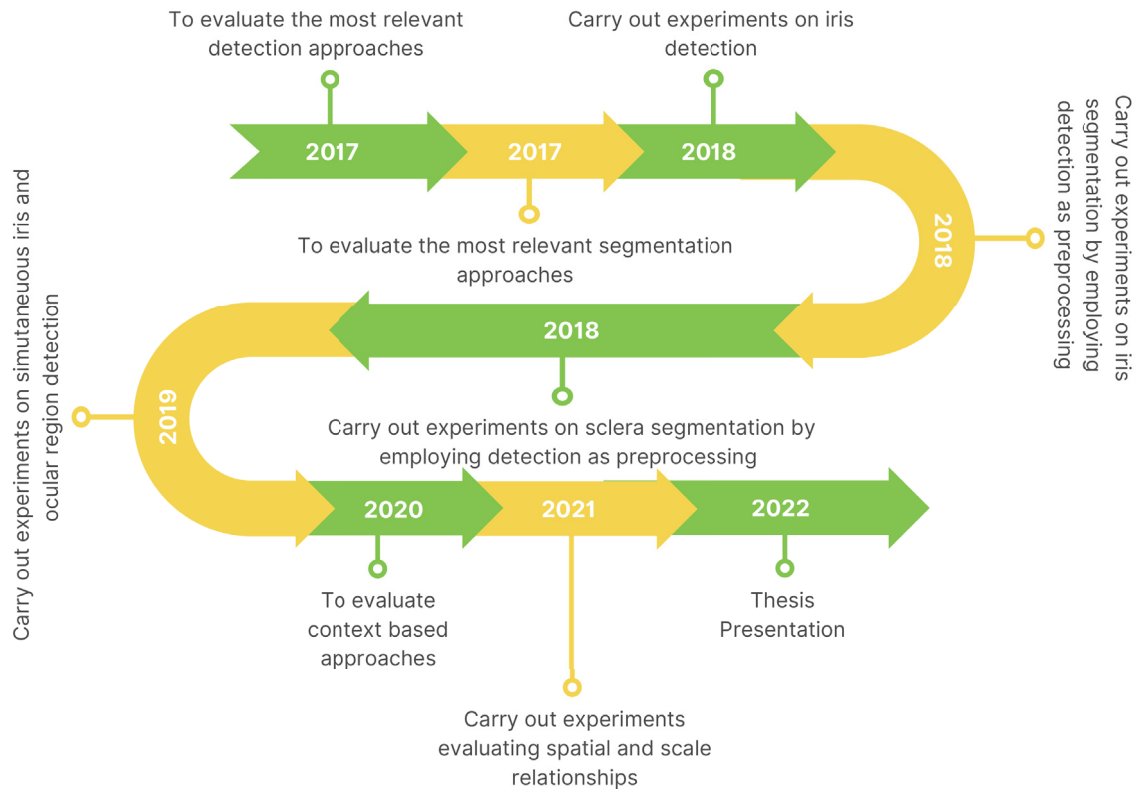 To evaluate the most relevant
detection approaches
2017
2017
To evaluate the most relevant segmentation
approaches
Carry out experiments on iris
detection
2018
2018
Carry out experiments on iris
segmentation by employing
detection as preprocessing
2018
Carry out experiments on sclera segmentation by
employing detection as preprocessing
2019
Carry out experiments on simutaneuous iris and
ocular region detection
2020
To evaluate
context based
approaches
2021
Carry out experiments
evaluating spatial and scale
relationships
2022
Thesis
Presentation